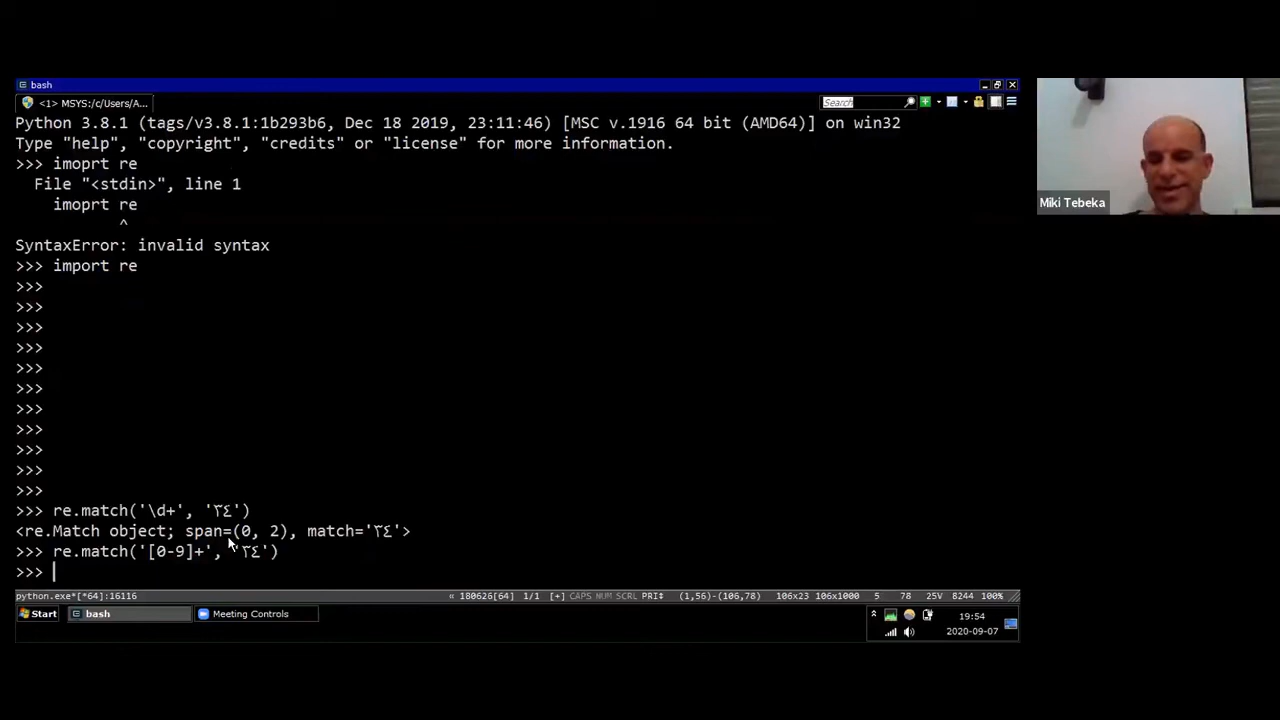 bash
<1> MSYS:/c/Users/A...
Search
Python 3.8.1 (tags/v3.8.1:1b293b6, Dec 18 2019, 23:11:46) [MSC v.1916 64 bit (AMD64)] on win32
Type "help", "copyright", "credits" or "license" for more information.
>>> imoprt re
File "<stdin>", line 1
imoprt re
^
SyntaxError: invalid syntax
>>> import re
>>>
>>>
>>>
>>>
>>>
>>>
>>>
>>>
>>>
>>>
>>>
>>> re.match('\d+', '٣٤')
<re.Match object; span=(0, 2), match='٣٤'>
>>> re.match('[0-9]+', '٣٤')
>>>
python.exe*[*64]:16116 « 180626[64] 1/1 [+] CAPS NUM SCRL PRI↕ (1,56)-(106,78) 106x23 106x1000 5 78 25V 8244 100%
Start bash Meeting Controls 19:54
2020-09-07
Miki Tebeka